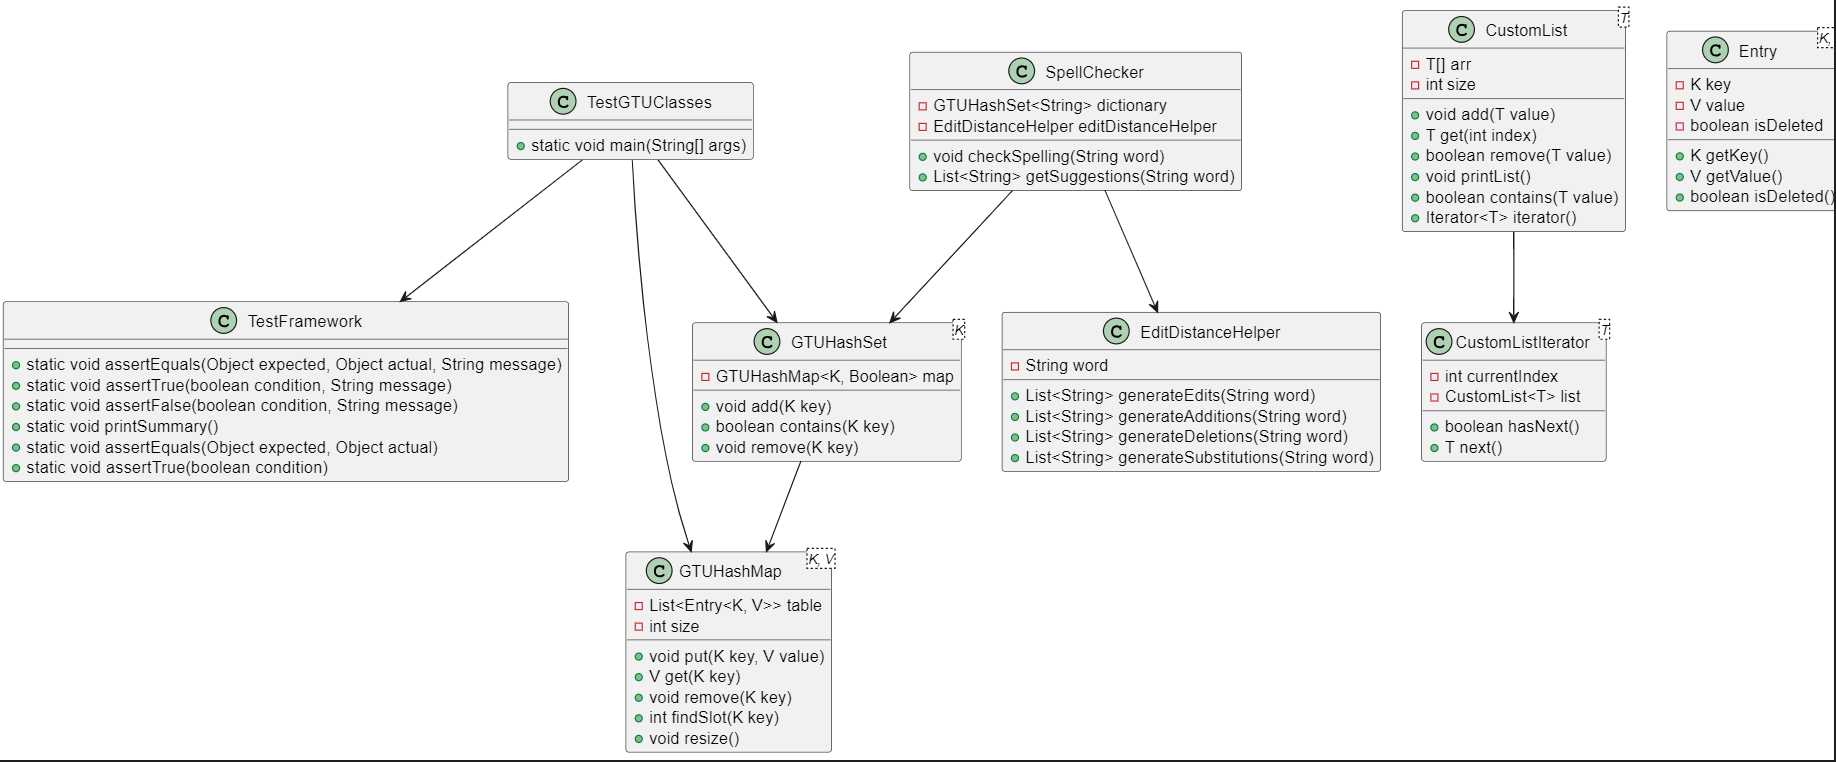 C TestGTUClasses
static void main(String[] args)
C SpellChecker
GTUHashSet<String> dictionary
EditDistanceHelper editDistanceHelper
void checkSpelling(String word)
List<String> getSuggestions(String word)
C CustomList
T
T[] arr
int size
void add(T value)
T get(int index)
boolean remove(T value)
void printList()
boolean contains(T value)
Iterator<T> iterator()
C Entry
K,
K key
V value
boolean isDeleted
K getKey()
V getValue()
boolean isDeleted()
C TestFramework
static void assertEquals(Object expected, Object actual, String message)
static void assertTrue(boolean condition, String message)
static void assertFalse(boolean condition, String message)
static void printSummary()
static void assertEquals(Object expected, Object actual)
static void assertTrue(boolean condition)
C GTUHashSet
K
GTUHashMap<K, Boolean> map
void add(K key)
boolean contains(K key)
void remove(K key)
C EditDistanceHelper
String word
List<String> generateEdits(String word)
List<String> generateAdditions(String word)
List<String> generateDeletions(String word)
List<String> generateSubstitutions(String word)
C CustomListIterator
T
int currentIndex
CustomList<T> list
boolean hasNext()
T next()
C GTUHashMap
K, V
List<Entry<K, V>> table
int size
void put(K key, V value)
V get(K key)
void remove(K key)
int findSlot(K key)
void resize()